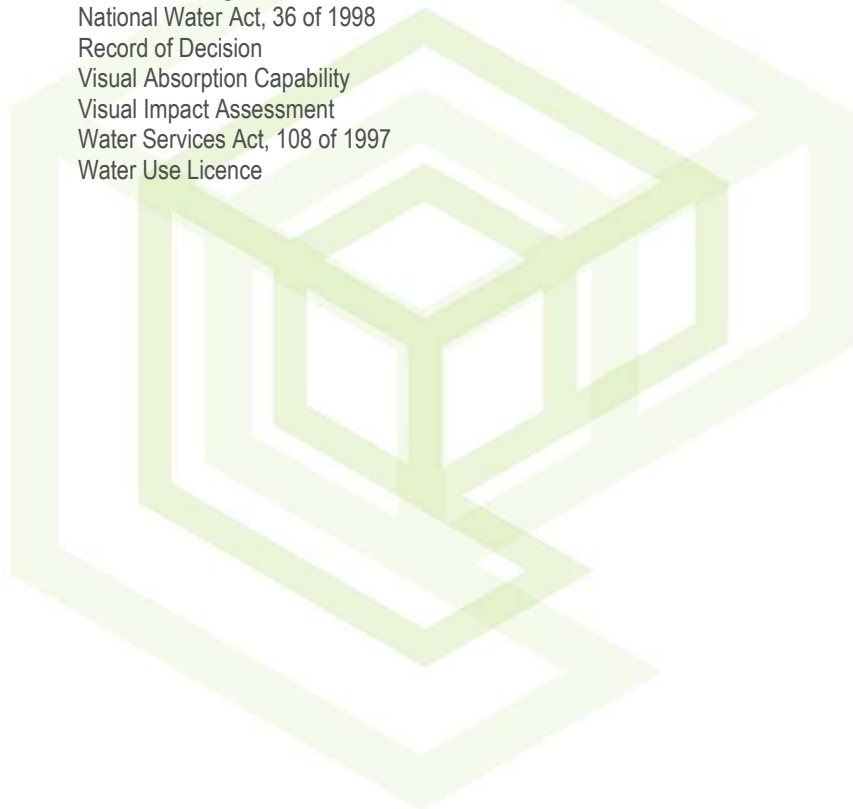 National Water Act, 36 of 1998
Record of Decision
Visual Absorption Capability
Visual Impact Assessment
Water Services Act, 108 of 1997
Water Use Licence